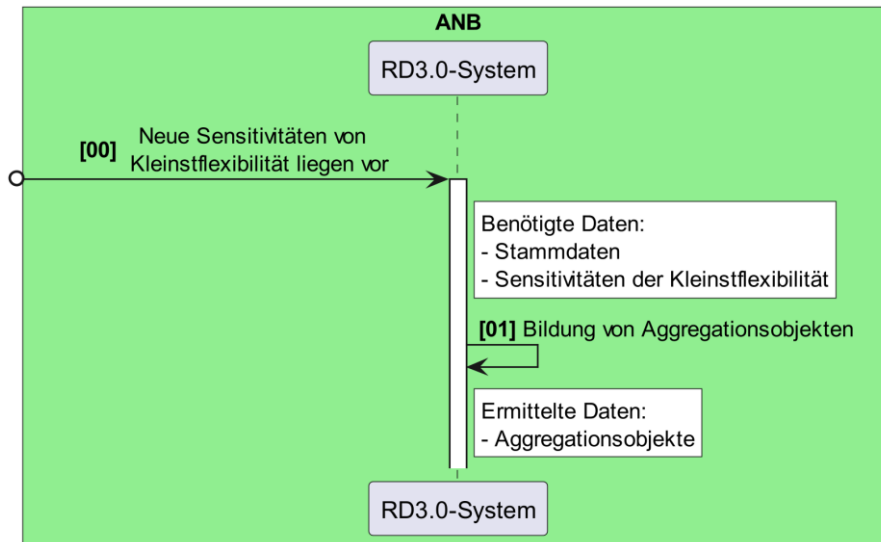 ANB
RD3.0-System
[00] Neue Sensitivitäten von
Kleinstflexibilität liegen vor
Benötigte Daten:
- Stammdaten
- Sensitivitäten der Kleinstflexibilität
[01] Bildung von Aggregationsobjekten
Ermittelte Daten:
- Aggregationsobjekte
RD3.0-System